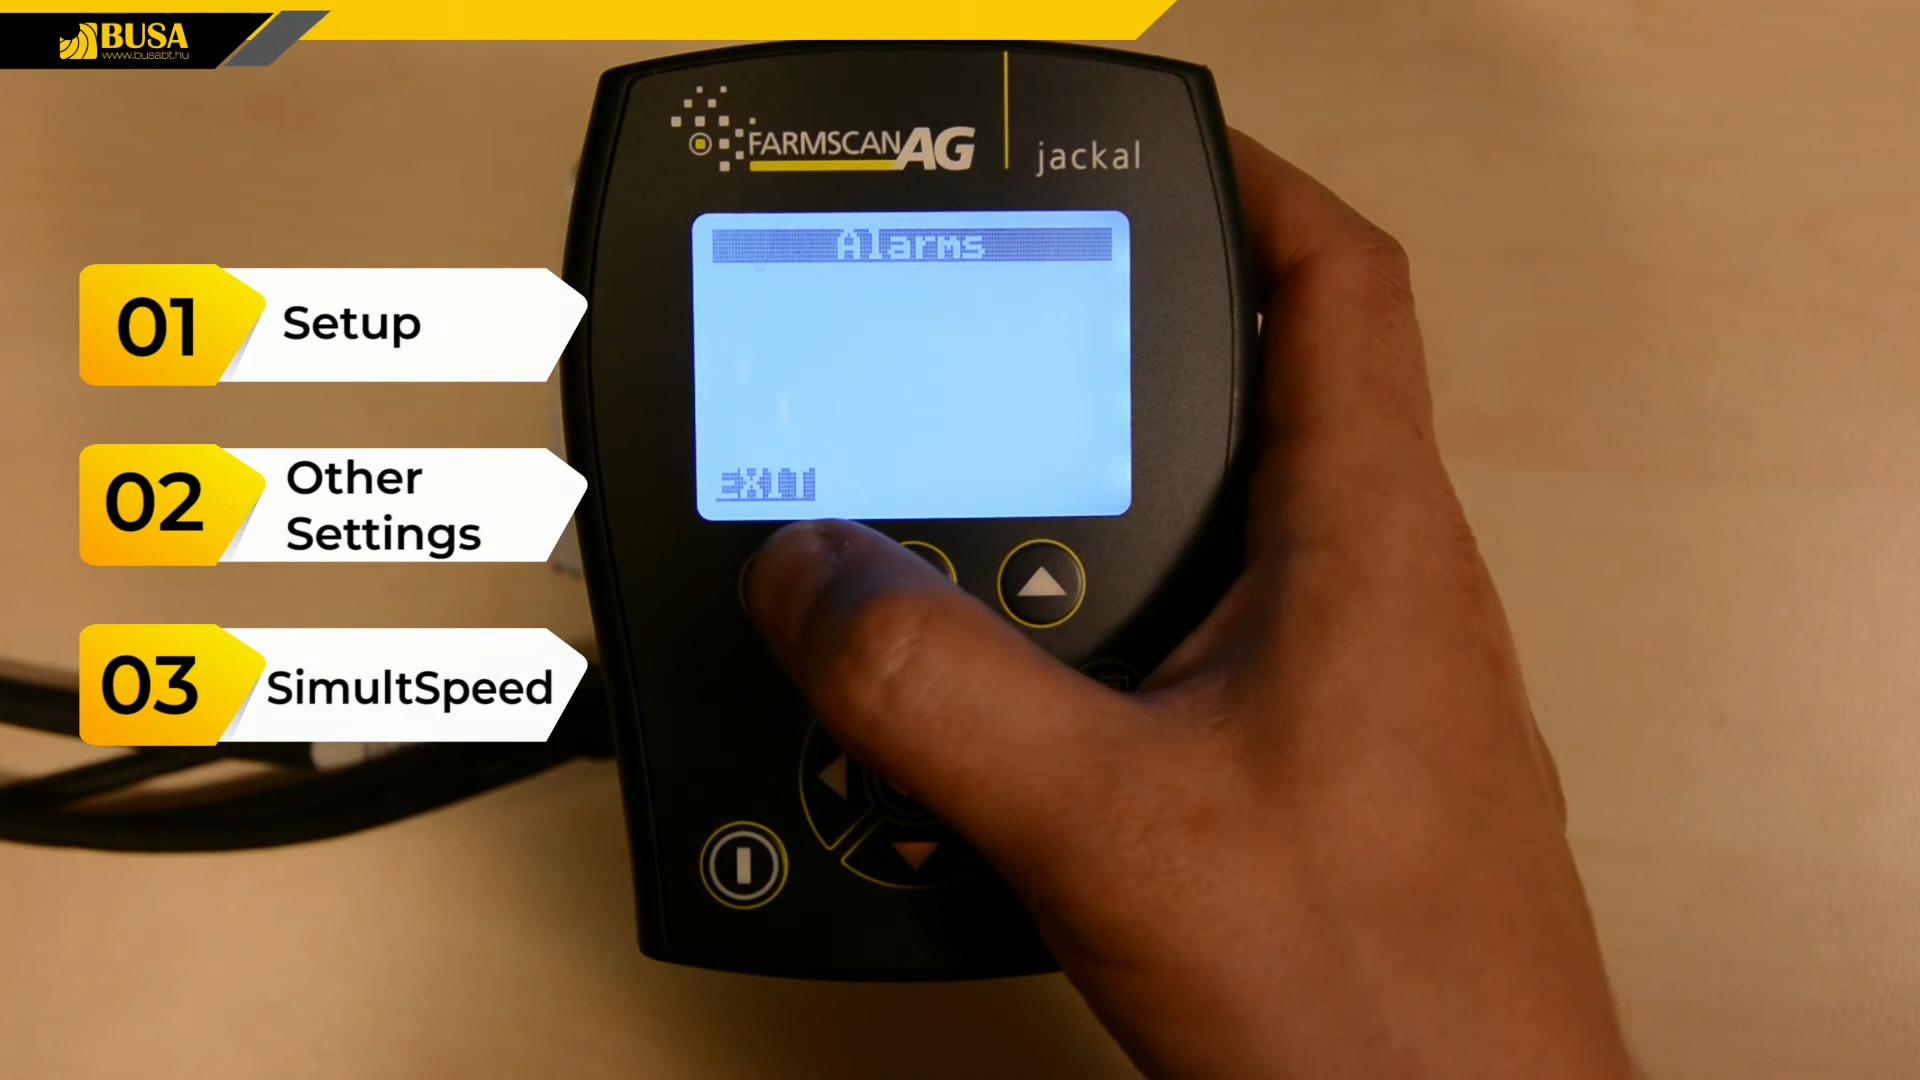 BUSA
www.busabt.hu
FARMSCANAG
jackal
Alarms
EXIT
01
Setup
02
Other
Settings
03
SimultSpeed